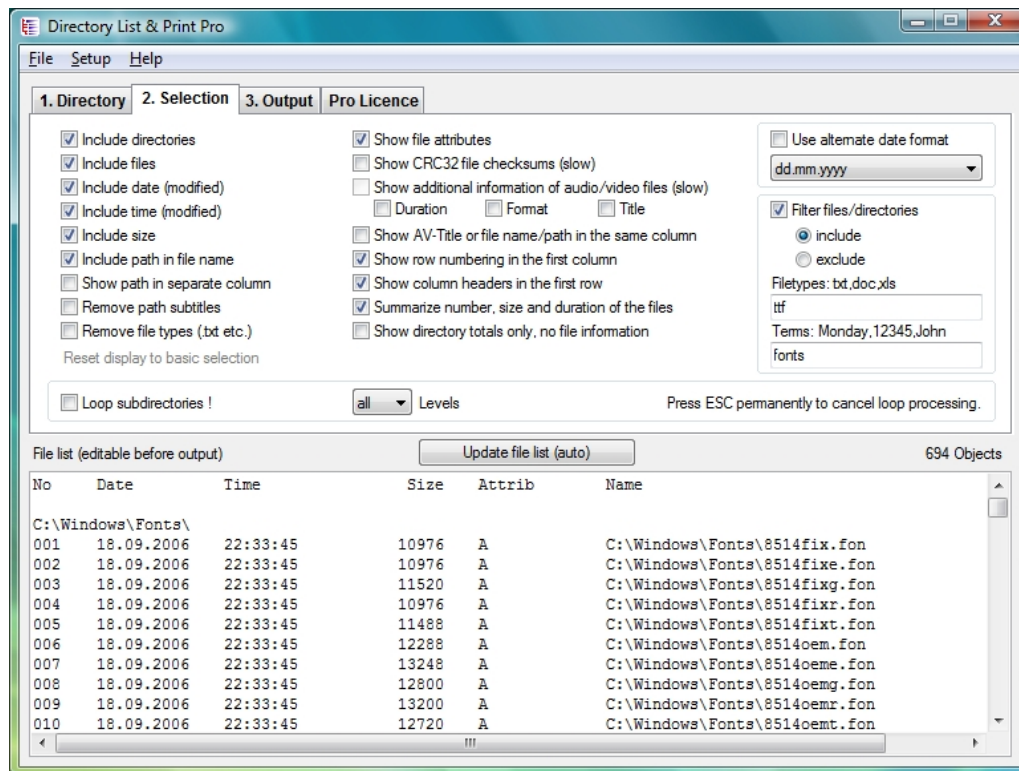 Directory List & Print Pro
File Setup Help
1. Directory 2. Selection 3. Output Pro Licence
Include directories
Include files
Include date (modified)
Include time (modified)
Include size
Include path in file name
Show path in separate column
Remove path subtitles
Remove file types (.txt etc.)
Reset display to basic selection
Show file attributes
Show CRC32 file checksums (slow)
Show additional information of audio/video files (slow)
Duration Format Title
Show AV-Title or file name/path in the same column
Show row numbering in the first column
Show column headers in the first row
Summarize number, size and duration of the files
Show directory totals only, no file information
Use alternate date format
dd.mm.yyyy
Filter files/directories
include
exclude
Filetypes: txt,doc,xls
ttf
Terms: Monday,12345,John
fonts
Loop subdirectories ! all Levels Press ESC permanently to cancel loop processing.
File list (editable before output) Update file list (auto) 694 Objects
No Date Time Size Attrib Name
C:\Windows\Fonts\
001 18.09.2006 22:33:45 10976 A C:\Windows\Fonts\8514fix.fon
002 18.09.2006 22:33:45 10976 A C:\Windows\Fonts\8514fixe.fon
003 18.09.2006 22:33:45 11520 A C:\Windows\Fonts\8514fixg.fon
004 18.09.2006 22:33:45 10976 A C:\Windows\Fonts\8514fixr.fon
005 18.09.2006 22:33:45 11488 A C:\Windows\Fonts\8514fixt.fon
006 18.09.2006 22:33:45 12288 A C:\Windows\Fonts\8514oem.fon
007 18.09.2006 22:33:45 13248 A C:\Windows\Fonts\8514oeme.fon
008 18.09.2006 22:33:45 12800 A C:\Windows\Fonts\8514oemg.fon
009 18.09.2006 22:33:45 13200 A C:\Windows\Fonts\8514oemr.fon
010 18.09.2006 22:33:45 12720 A C:\Windows\Fonts\8514oemt.fon